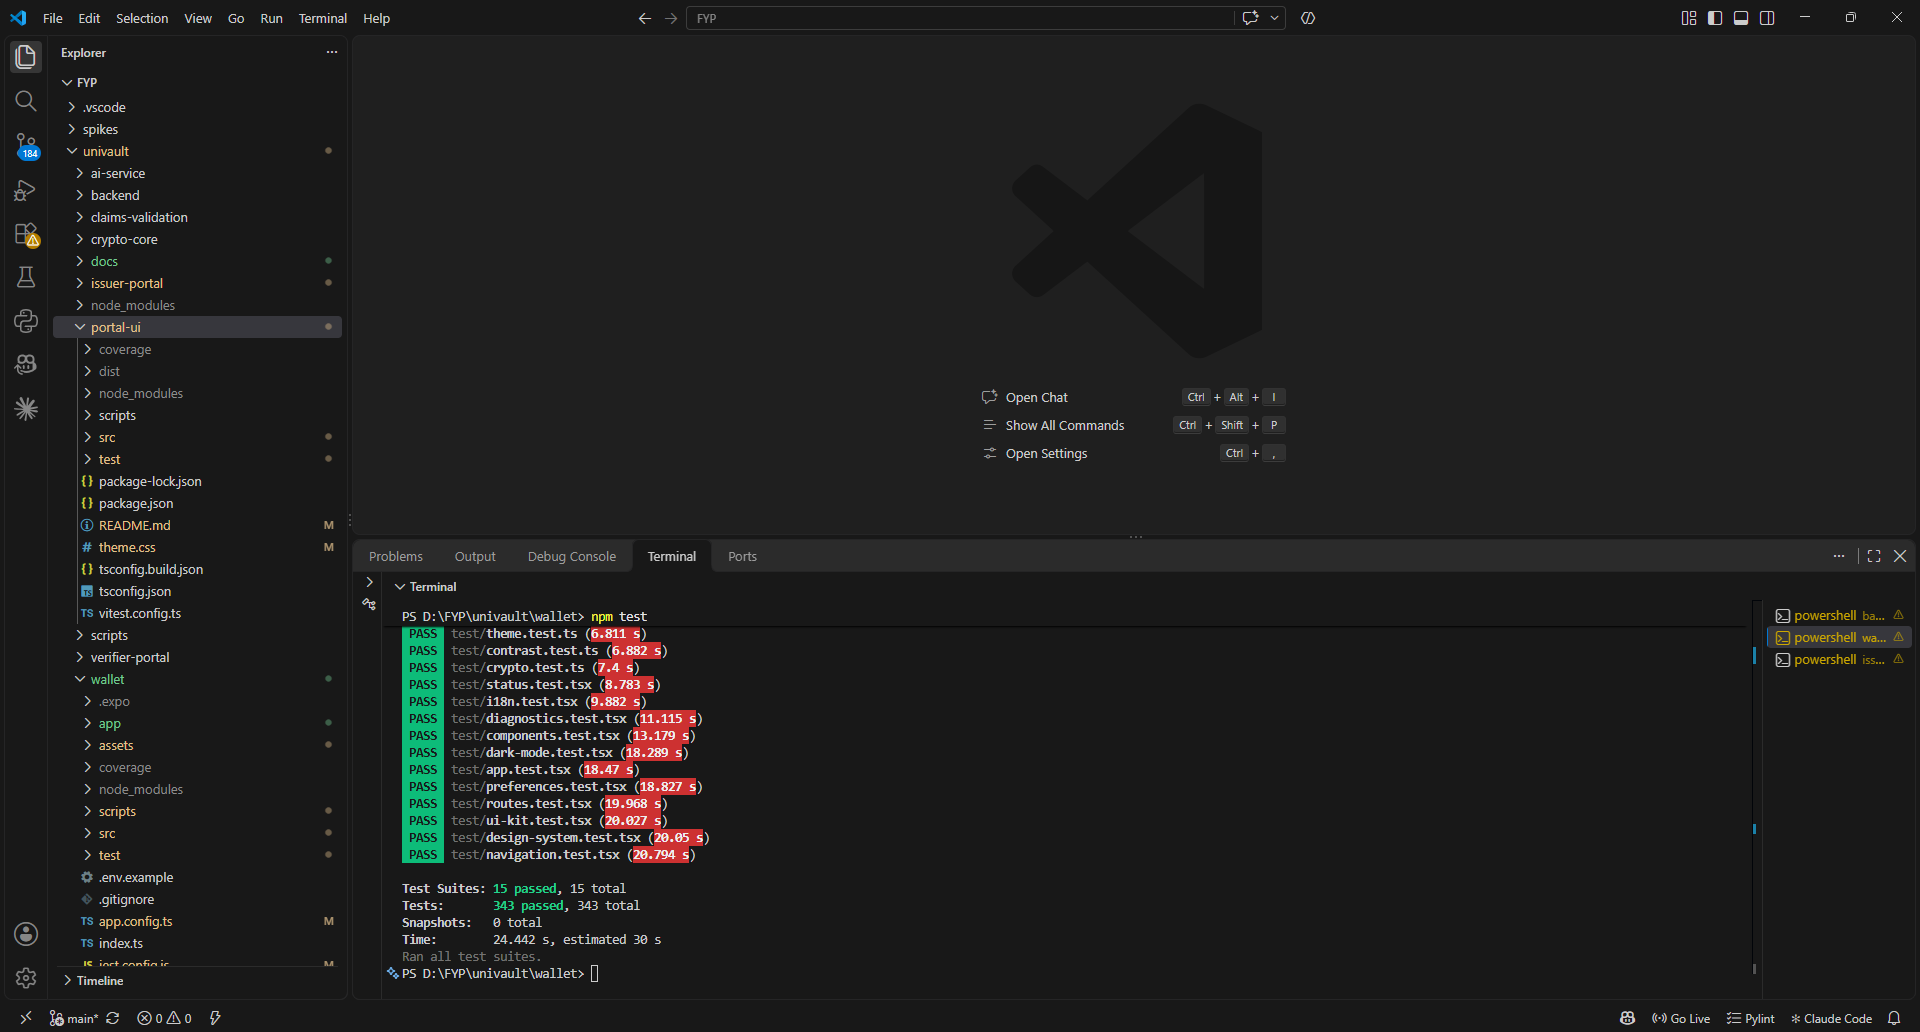 File Edit Selection View Go Run Terminal Help
FYP
Explorer
FYP
.vscode
spikes
184
univault
ai-service
backend
claims-validation
crypto-core
docs
issuer-portal
node_modules
portal-ui
coverage
dist
node_modules
scripts
src
test
{} package-lock.json
{} package.json
README.md M
# theme.css M
{} tsconfig.build.json
TS tsconfig.json
TS vitest.config.ts
scripts
verifier-portal
wallet
.expo
app
assets
coverage
node_modules
scripts
src
test
.env.example
.gitignore
TS app.config.ts M
TS index.ts
JS jest.config.js M
Timeline
Open Chat Ctrl + Alt + I
Show All Commands Ctrl + Shift + P
Open Settings Ctrl + ,
Problems Output Debug Console Terminal Ports
Terminal
PS D:\FYP\univault\wallet> npm test
PASS test/theme.test.ts (6.811 s)
PASS test/contrast.test.ts (6.882 s)
PASS test/crypto.test.ts (7.4 s)
PASS test/status.test.tsx (8.783 s)
PASS test/i18n.test.tsx (9.882 s)
PASS test/diagnostics.test.tsx (11.115 s)
PASS test/components.test.tsx (13.179 s)
PASS test/dark-mode.test.tsx (18.289 s)
PASS test/app.test.tsx (18.47 s)
PASS test/preferences.test.tsx (18.827 s)
PASS test/routes.test.tsx (19.968 s)
PASS test/ui-kit.test.tsx (20.027 s)
PASS test/design-system.test.tsx (20.05 s)
PASS test/navigation.test.tsx (20.794 s)
Test Suites: 15 passed, 15 total
Tests: 343 passed, 343 total
Snapshots: 0 total
Time: 24.442 s, estimated 30 s
Ran all test suites.
PS D:\FYP\univault\wallet>
powershell ba...
powershell wa...
powershell iss...
main* 0 0
Go Live Pylint Claude Code